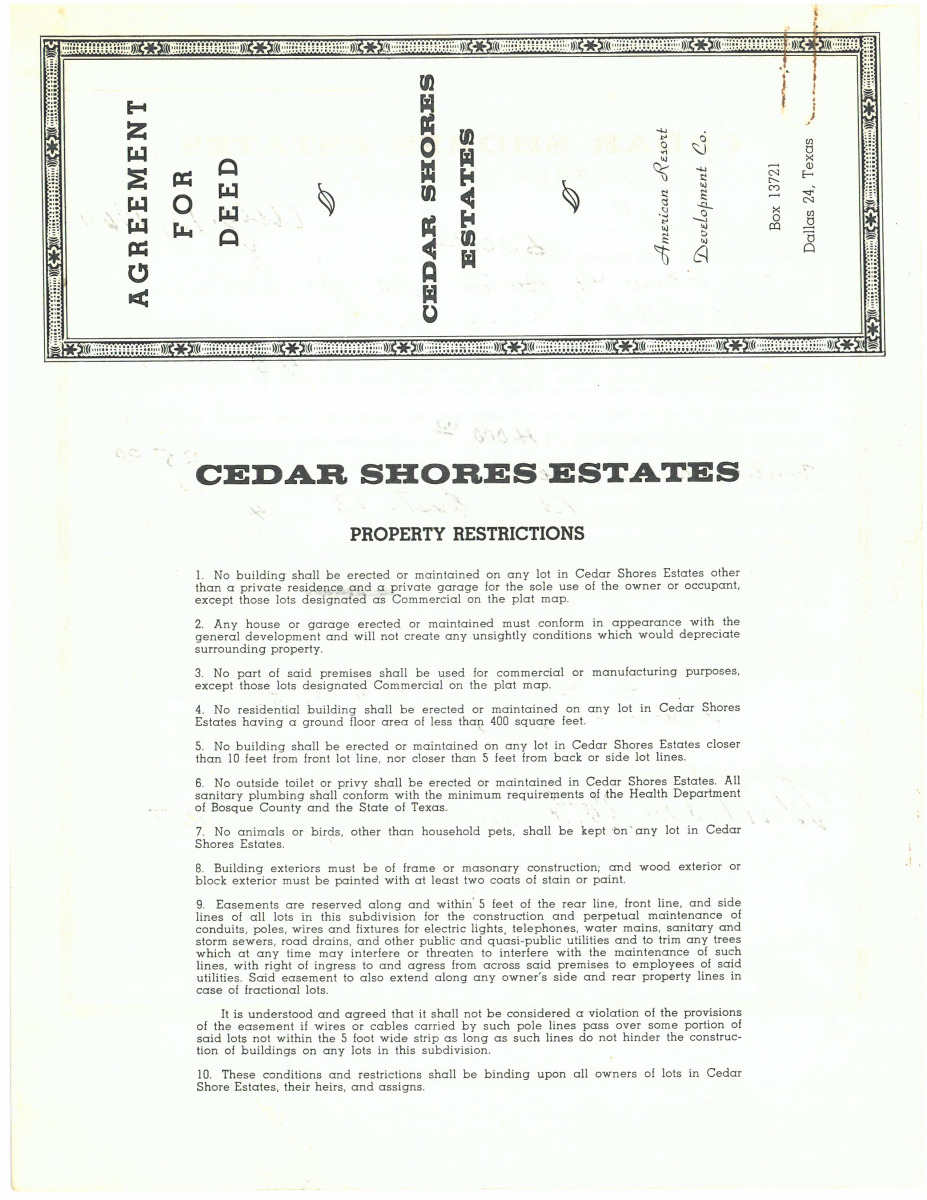 AGREEMENT
FOR
DEED
CEDAR SHORES
ESTATES
American Resort
Development Co.
Box 13721
Dallas 24, Texas
CEDAR SHORES ESTATES
PROPERTY RESTRICTIONS
1. No building shall be erected or maintained on any lot in Cedar Shores Estates other
than a private residence and a private garage for the sole use of the owner or occupant,
except those lots designated as Commercial on the plat map.
2. Any house or garage erected or maintained must conform in appearance with the
general development and will not create any unsightly conditions which would depreciate
surrounding property.
3. No part of said premises shall be used for commercial or manufacturing purposes,
except those lots designated Commercial on the plat map.
4. No residential building shall be erected or maintained on any lot in Cedar Shores
Estates having a ground floor area of less than 400 square feet.
5. No building shall be erected or maintained on any lot in Cedar Shores Estates closer
than 10 feet from front lot line, nor closer than 5 feet from back or side lot lines.
6. No outside toilet or privy shall be erected or maintained in Cedar Shores Estates. All
sanitary plumbing shall conform with the minimum requirements of the Health Department
of Bosque County and the State of Texas.
7. No animals or birds, other than household pets, shall be kept on any lot in Cedar
Shores Estates.
8. Building exteriors must be of frame or masonary construction; and wood exterior or
block exterior must be painted with at least two coats of stain or paint.
9. Easements are reserved along and within 5 feet of the rear line, front line, and side
lines of all lots in this subdivision for the construction and perpetual maintenance of
conduits, poles, wires and fixtures for electric lights, telephones, water mains, sanitary and
storm sewers, road drains, and other public and quasi-public utilities and to trim any trees
which at any time may interfere or threaten to interfere with the maintenance of such
lines, with right of ingress to and agress from across said premises to employees of said
utilities. Said easement to also extend along any owner's side and rear property lines in
case of fractional lots.
It is understood and agreed that it shall not be considered a violation of the provisions
of the easement if wires or cables carried by such pole lines pass over some portion of
said lots not within the 5 foot wide strip as long as such lines do not hinder the construc-
tion of buildings on any lots in this subdivision.
10. These conditions and restrictions shall be binding upon all owners of lots in Cedar
Shore Estates, their heirs, and assigns.